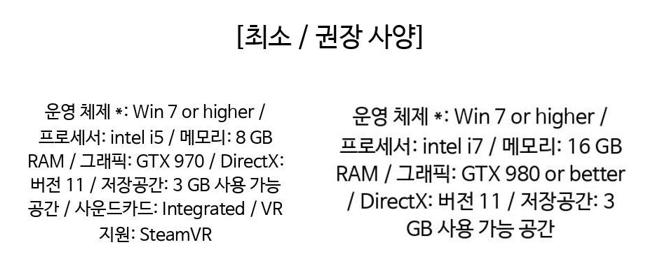 [최소 / 권장 사양]
운영 체제 *: Win 7 or higher /
프로세서: intel i5 / 메모리: 8 GB
RAM / 그래픽: GTX 970 / DirectX:
버전 11 / 저장공간: 3 GB 사용 가능
공간 / 사운드카드: Integrated / VR
지원: SteamVR
운영 체제 *: Win 7 or higher /
프로세서: intel i7 / 메모리: 16 GB
RAM / 그래픽: GTX 980 or better
/ DirectX: 버전 11 / 저장공간: 3
GB 사용 가능 공간